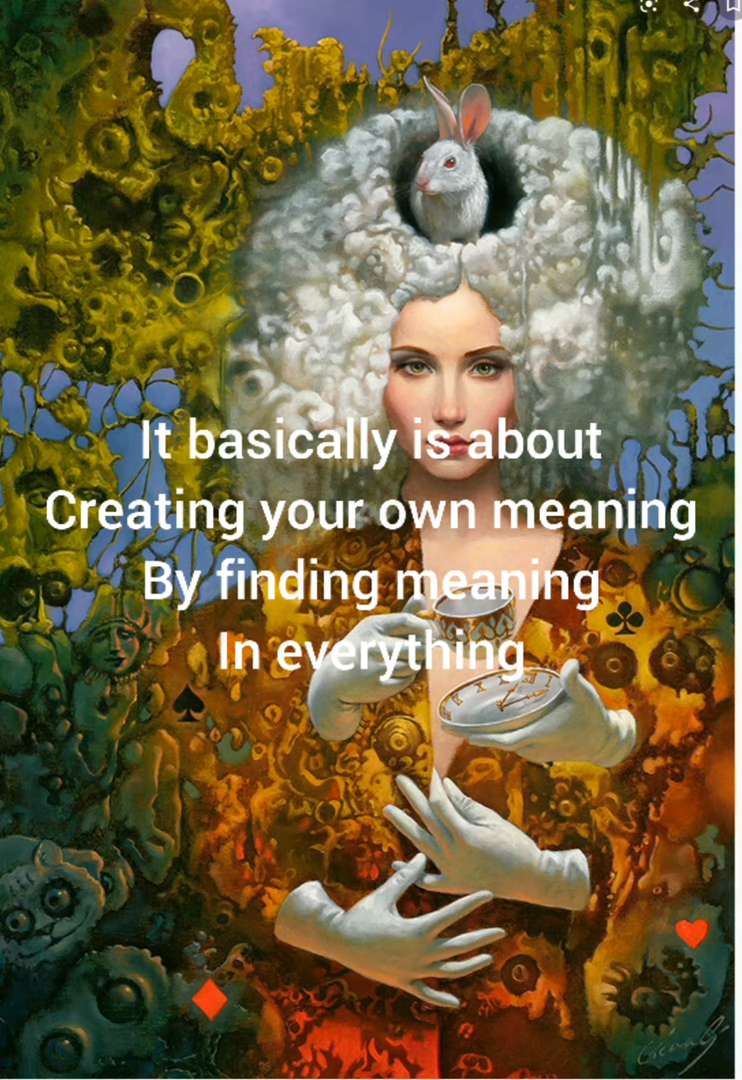 It basically is about
Creating your own meaning
By finding meaning
In everything